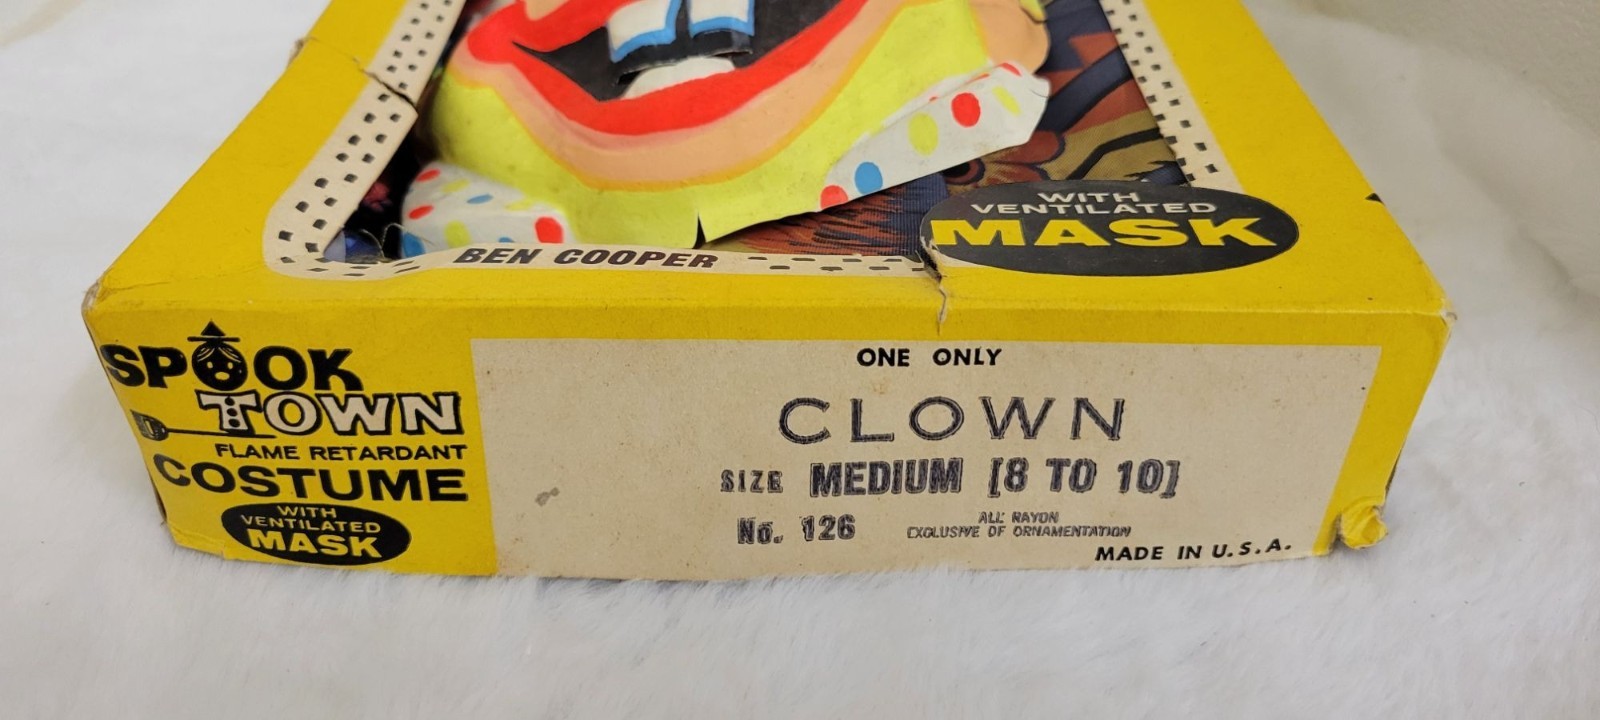 WITH
VENTILATED
MASK
BEN COOPER
SPOOK
TOWN
FLAME RETARDANT
COSTUME
WITH
VENTILATED
MASK
ONE ONLY
CLOWN
SIZE MEDIUM [8 TO 10]
No. 126
ALL RAYON
EXCLUSIVE OF ORNAMENTATION
MADE IN U.S.A.